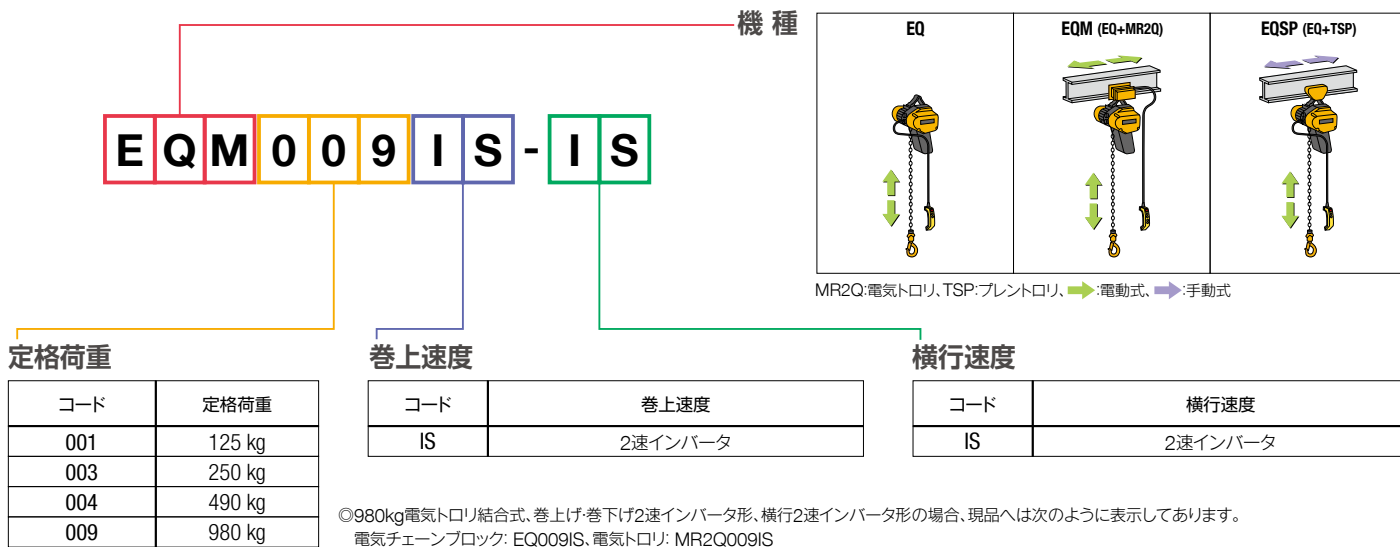 機 種
EQ
EQM (EQ+MR2Q)
EQSP (EQ+TSP)
EQM009IS-IS
MR2Q:電気トロリ、TSP:プレントロリ、:電動式、:手動式
定格荷重
コード 定格荷重
001 125 kg
003 250 kg
004 490 kg
009 980 kg
巻上速度
コード 巻上速度
IS 2速インバータ
横行速度
コード 横行速度
IS 2速インバータ
◎980kg電気トロリ結合式、巻上げ・巻下げ2速インバータ形、横行2速インバータ形の場合、現品へは次のように表示してあります。
電気チェーンブロック: EQ009IS、電気トロリ: MR2Q009IS